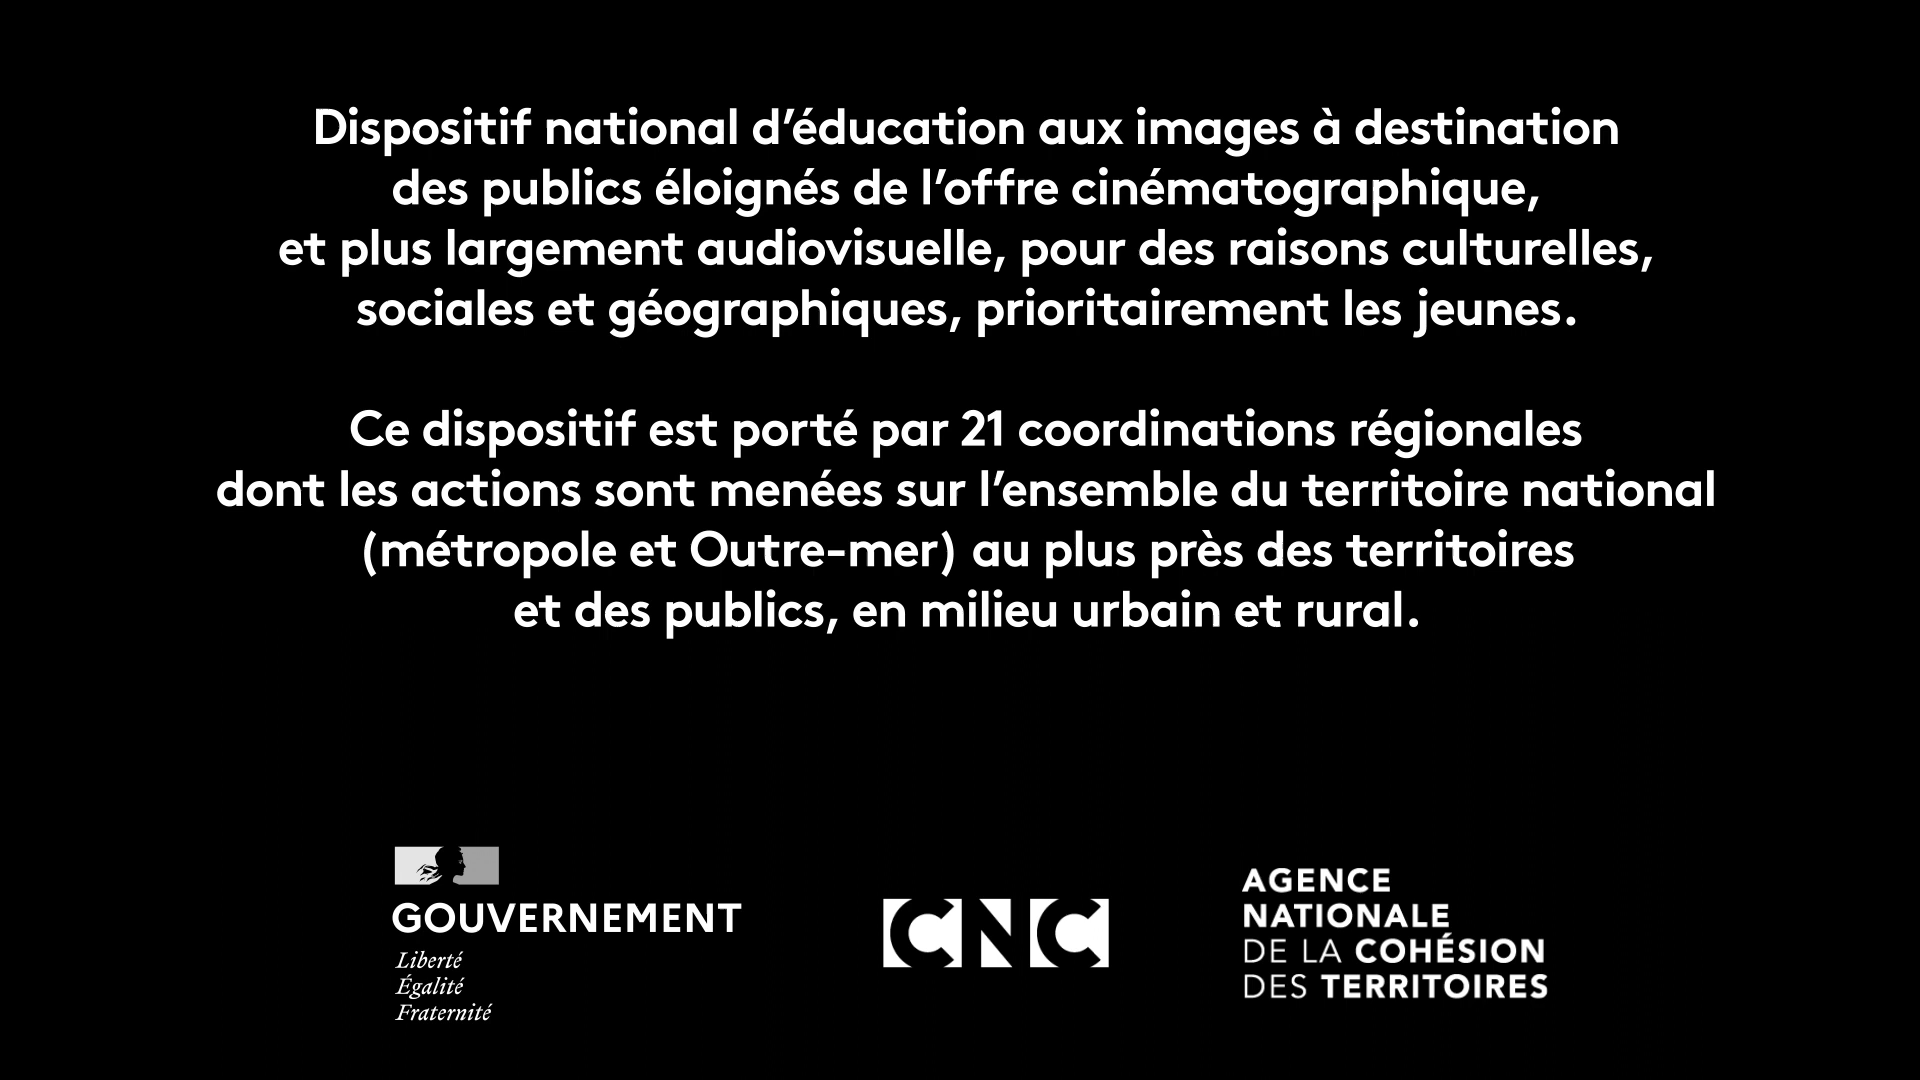 Dispositif national d’éducation aux images à destination
des publics éloignés de l’offre cinématographique,
et plus largement audiovisuelle, pour des raisons culturelles,
sociales et géographiques, prioritairement les jeunes.
Ce dispositif est porté par 21 coordinations régionales
dont les actions sont menées sur l’ensemble du territoire national
(métropole et Outre-mer) au plus près des territoires
et des publics, en milieu urbain et rural.
GOUVERNEMENT
Liberté
Égalité
Fraternité
CNC
AGENCE
NATIONALE
DE LA COHÉSION
DES TERRITOIRES